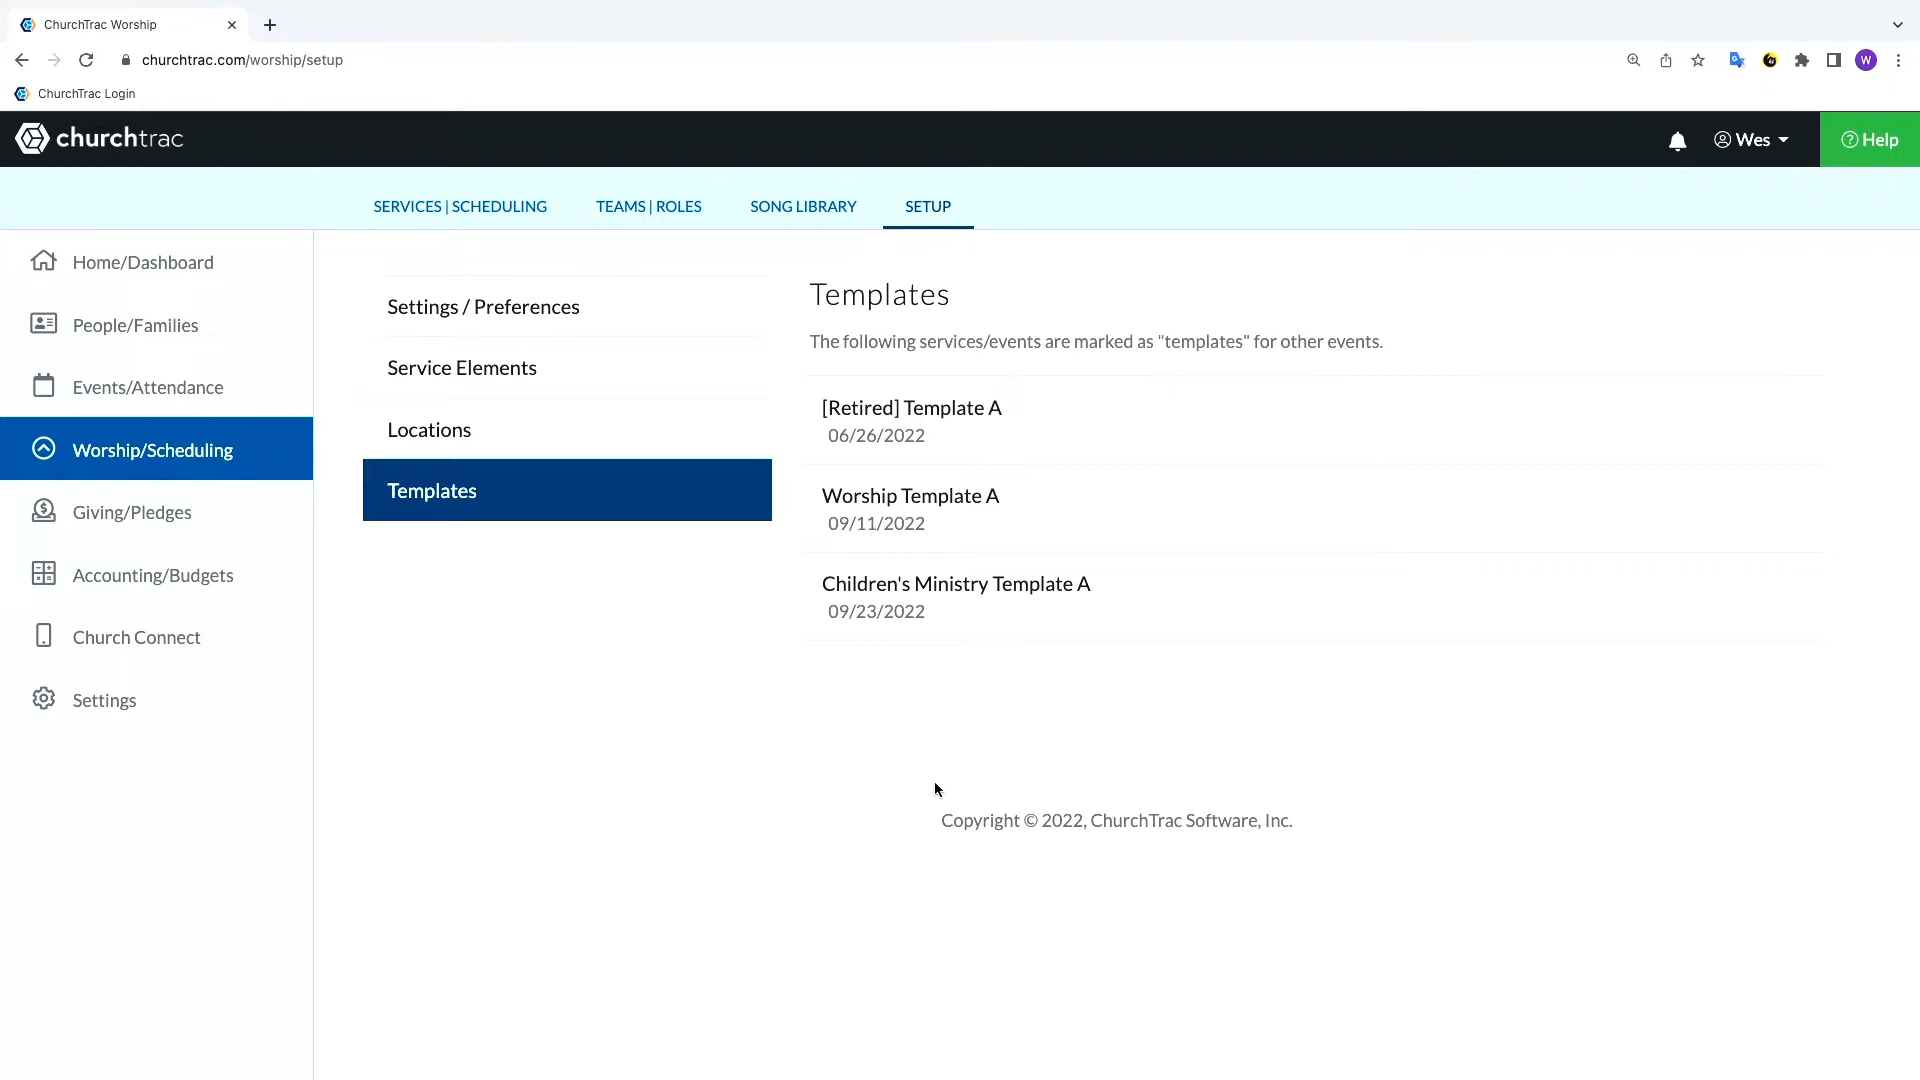 ChurchTrac Worship
churchtrac.com/worship/setup
W
ChurchTrac Login
churchtrac
Wes
Help
SERVICES | SCHEDULING
TEAMS | ROLES
SONG LIBRARY
SETUP
Home/Dashboard
People/Families
Events/Attendance
Worship/Scheduling
Giving/Pledges
Accounting/Budgets
Church Connect
Settings
Settings / Preferences
Service Elements
Locations
Templates
Templates
The following services/events are marked as "templates" for other events.
[Retired] Template A
06/26/2022
Worship Template A
09/11/2022
Children's Ministry Template A
09/23/2022
Copyright © 2022, ChurchTrac Software, Inc.